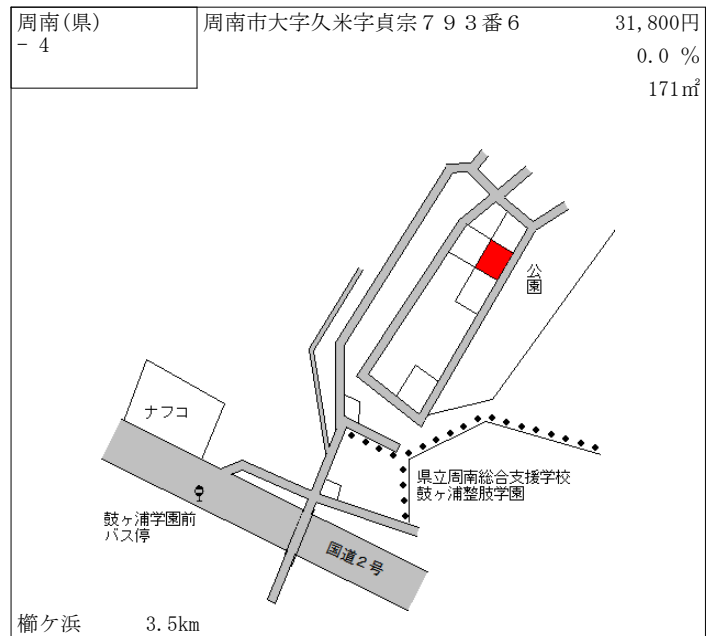 周南(県)
－4
周南市大字久米字貞宗７９３番６
31,800円
0.0 %
171㎡
公
園
ナフコ
県立周南総合支援学校
鼓ヶ浦整肢学園
鼓ヶ浦学園前
バス停
国道２号
櫛ケ浜 3.5km